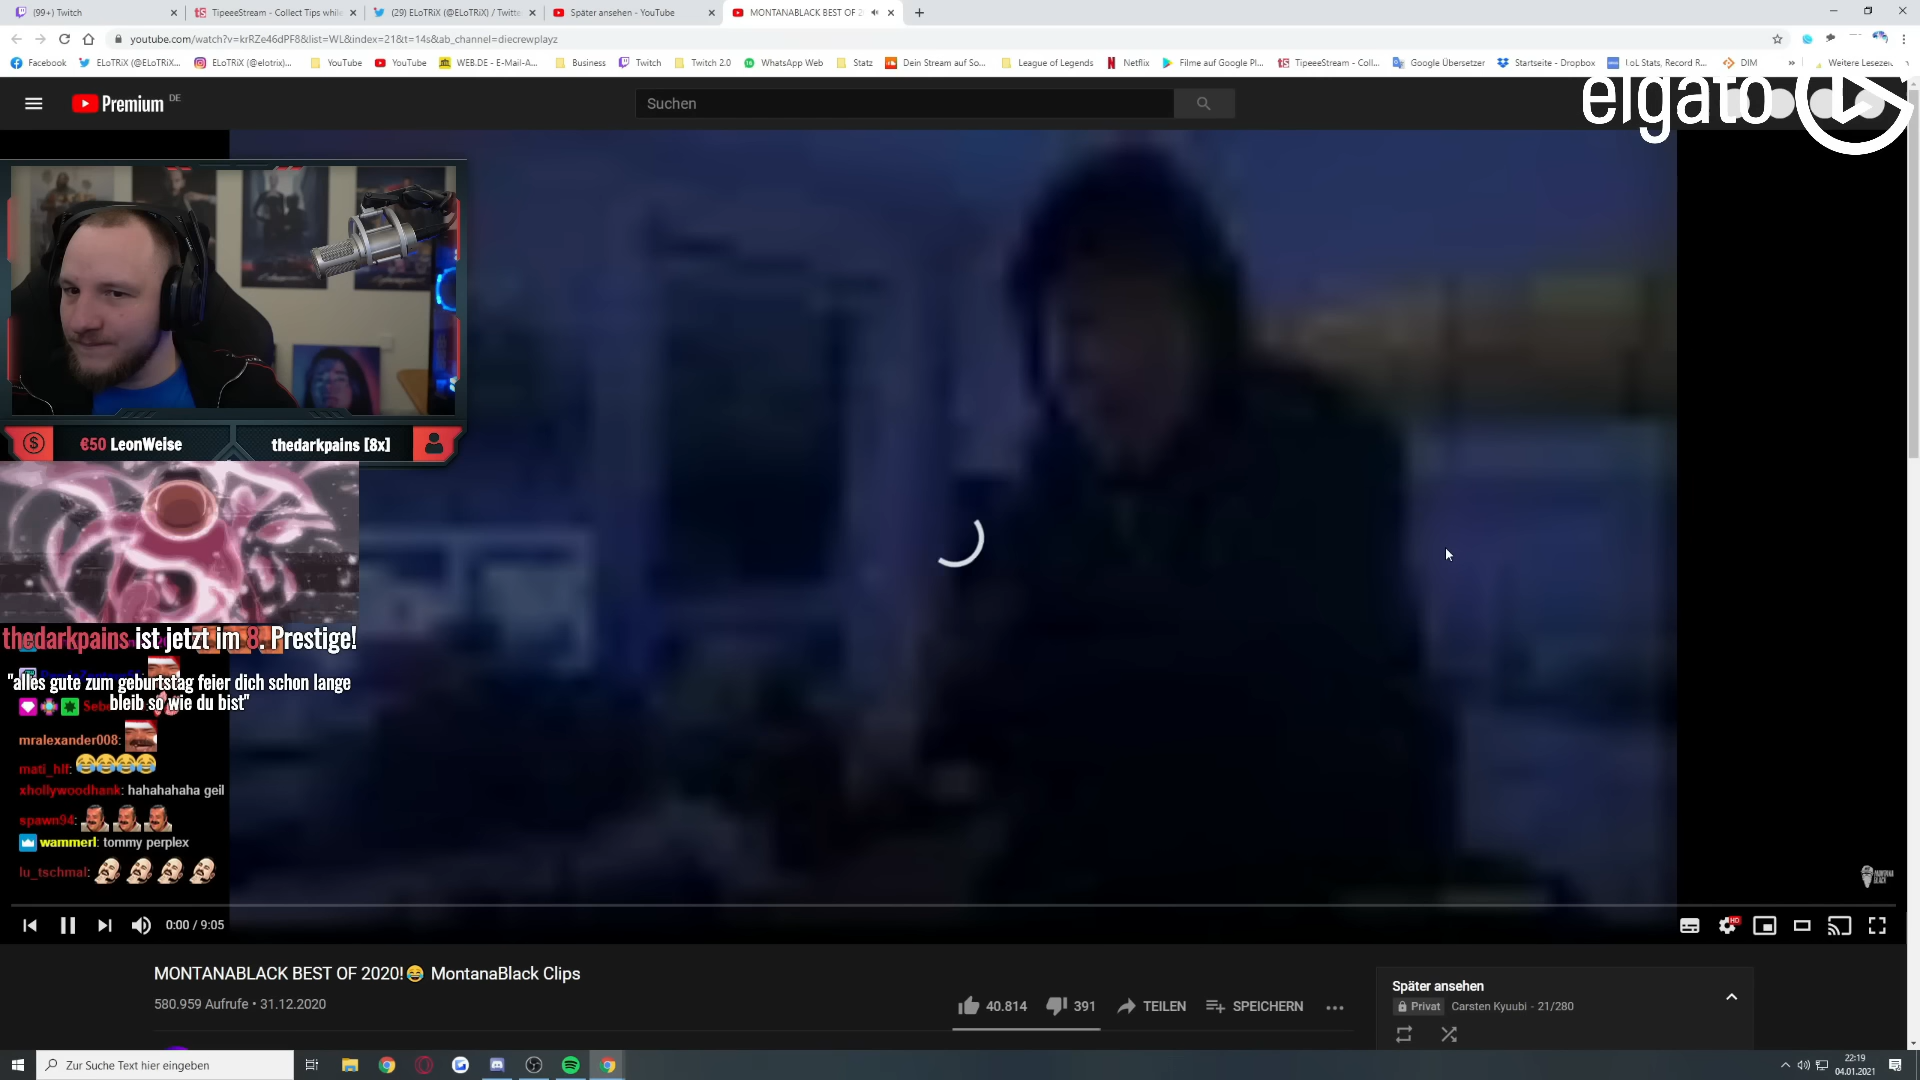 (99+) Twitch
TipeeeStream - Collect Tips while
(29) ELoTRiX (@ELoTRiX) / Twitte
Später ansehen - YouTube
MONTANABLACK BEST OF 2
youtube.com/watch?v=krRZe46dPF8&list=WL&index=21&t=14s&ab_channel=diecrewplayz
Facebook
ELoTRiX (@ELoTRiX)...
ELoTRiX (@elotrix)...
YouTube
YouTube
WEB.DE - E-Mail-A...
Business
Twitch
Twitch 2.0
WhatsApp Web
Statz
Dein Stream auf So...
League of Legends
Netflix
Filme auf Google Pl...
TipeeeStream - Coll...
Google Übersetzer
Startseite - Dropbox
LoL Stats, Record R...
DIM
»
Weitere Lesezei
Premium DE
Suchen
elgato
€50 LeonWeise
thedarkpains [8x]
thedarkpains ist jetzt im 8. Prestige!
"alles gute zum geburtstag feier dich schon lange
bleib so wie du bist"
mralexander008:
mati_hlf:
xhollywoodhank: hahahahaha geil
spawn94:
wammerl: tommy perplex
lu_tschmal:
0:00 / 9:05
HD
MONTANA
BLACK
MONTANABLACK BEST OF 2020!😂 MontanaBlack Clips
580.959 Aufrufe • 31.12.2020
40.814
391
TEILEN
SPEICHERN
Später ansehen
Privat Carsten Kyuubi - 21/280
Zur Suche Text hier eingeben
22:19
04.01.2021